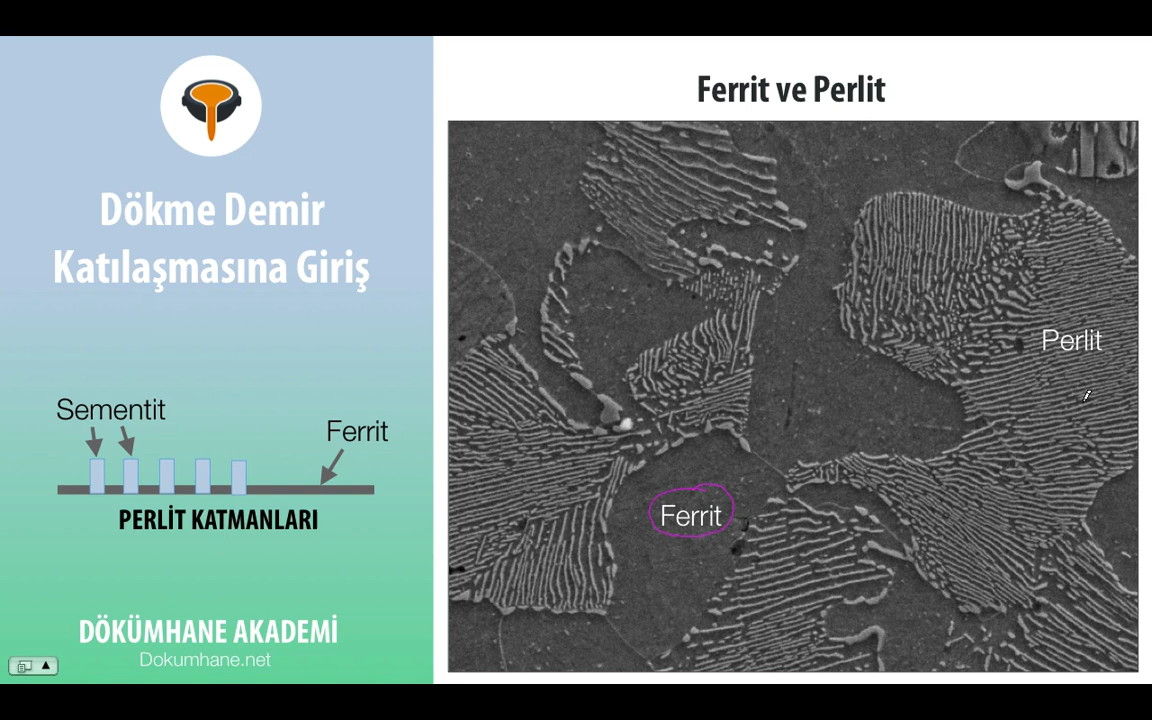 Dökme Demir
Katılaşmasına Giriş
Sementit
Ferrit
PERLİT KATMANLARI
DÖKÜMHANE AKADEMİ
Dokumhane.net
Ferrit ve Perlit
Perlit
Ferrit